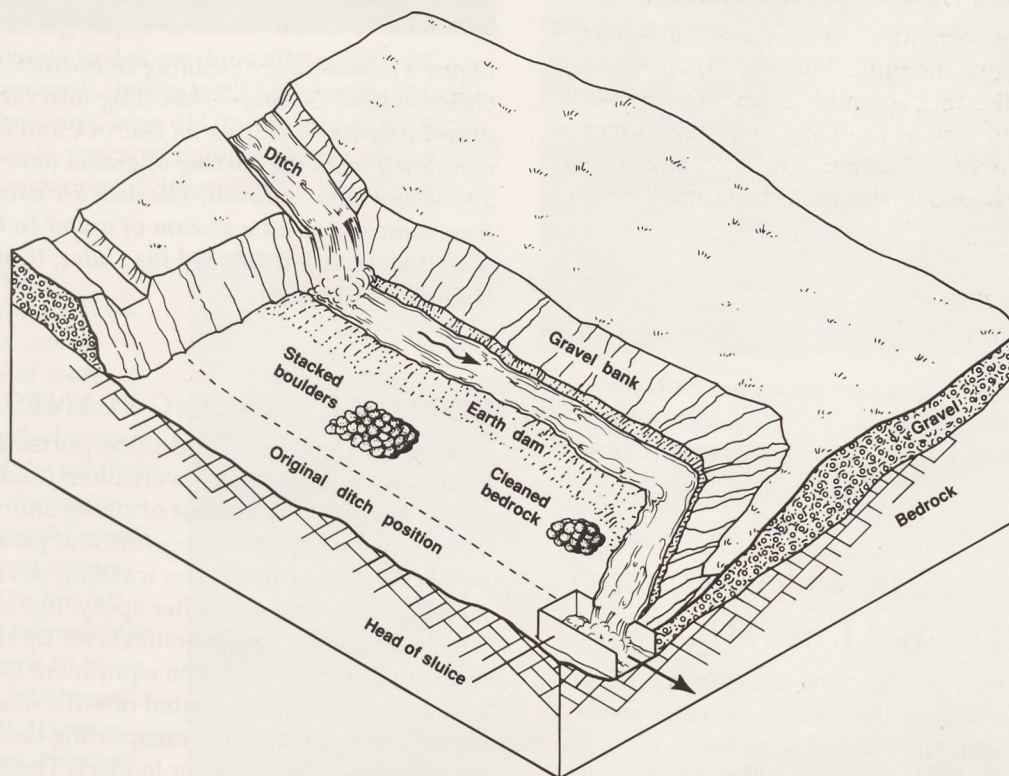 Ditch
Gravel bank
Stacked
boulders
Earth dam
Gravel
Cleaned
bedrock
Original ditch position
Bedrock
Head of sluice